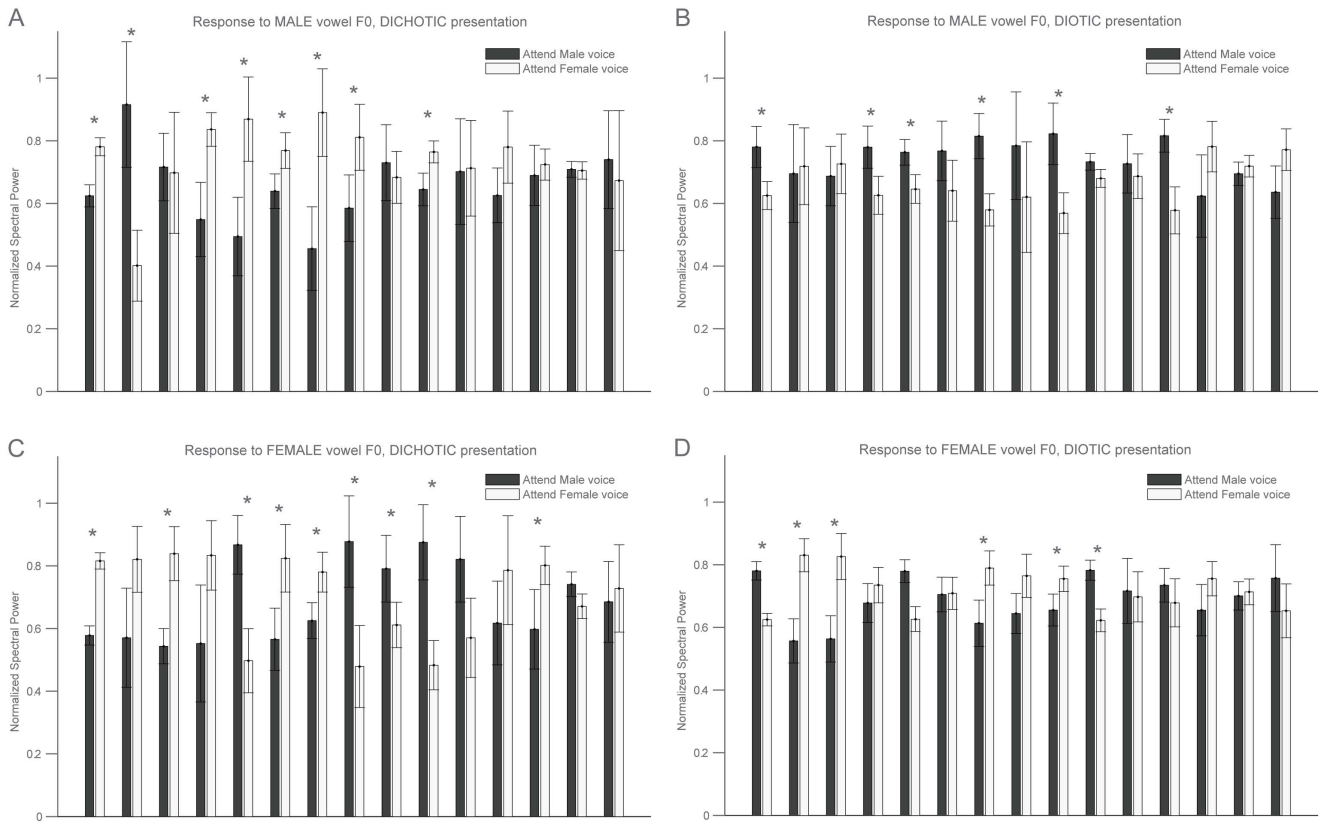 A
Response to MALE vowel F0, DICHOTIC presentation
Attend Male voice
Attend Female voice
Normalized Spectral Power
1
0.8
0.6
0.4
0.2
0
* * * * * * * *
B
Response to MALE vowel F0, DIOTIC presentation
Attend Male voice
Attend Female voice
Normalized Spectral Power
1
0.8
0.6
0.4
0.2
0
* * * * * *
C
Response to FEMALE vowel F0, DICHOTIC presentation
Attend Male voice
Attend Female voice
Normalized Spectral Power
1
0.8
0.6
0.4
0.2
0
* * * * * * * * *
D
Response to FEMALE vowel F0, DIOTIC presentation
Attend Male voice
Attend Female voice
Normalized Spectral Power
1
0.8
0.6
0.4
0.2
0
* * * * * *